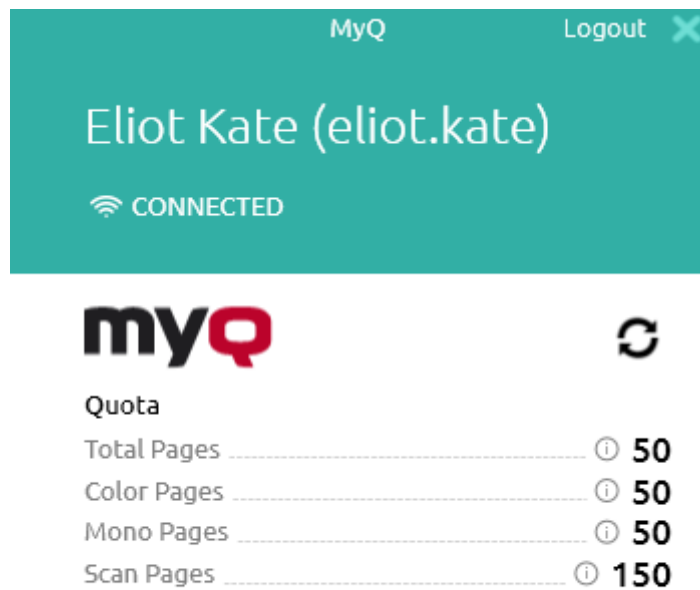 MyQ Logout
Eliot Kate (eliot.kate)
CONNECTED
myQ
Quota
Total Pages 50
Color Pages 50
Mono Pages 50
Scan Pages 150